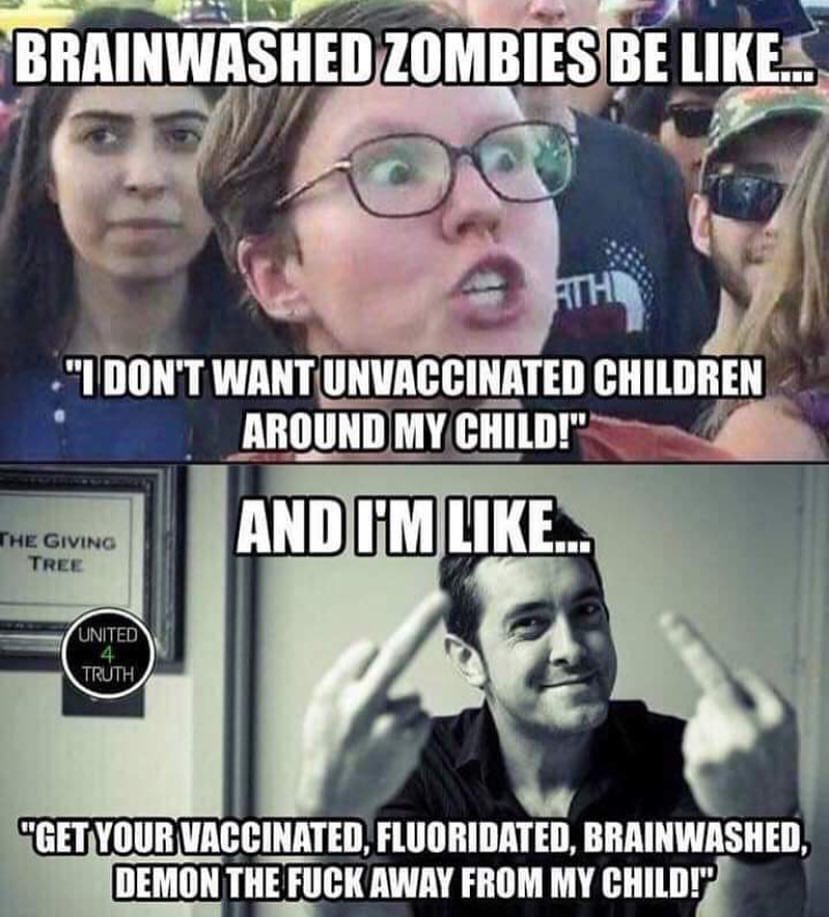 BRAINWASHED ZOMBIES BE LIKE...
ATH
"I DON'T WANT UNVACCINATED CHILDREN
AROUND MY CHILD!"
AND I'M LIKE...
THE GIVING
TREE
UNITED
4
TRUTH
"GET YOUR VACCINATED, FLUORIDATED, BRAINWASHED,
DEMON THE FUCK AWAY FROM MY CHILD!"